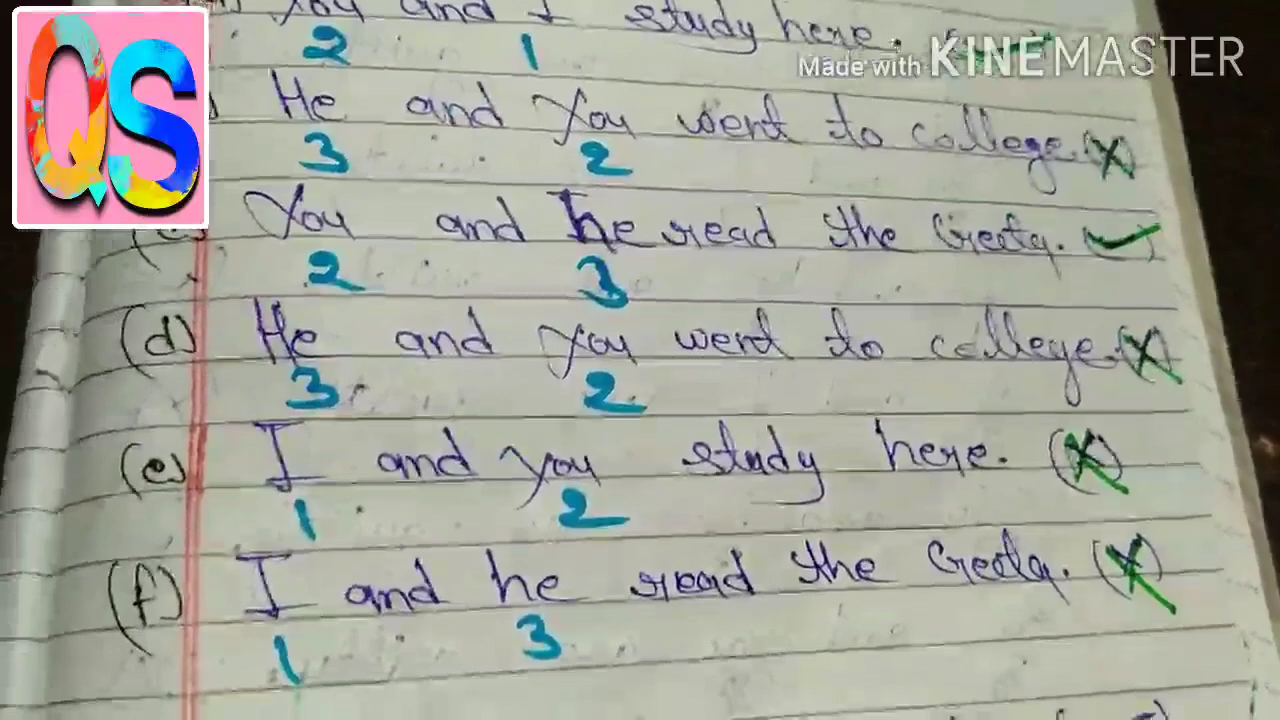 You and I study here.
Made with KINEMASTER
QS
2 1
He and You went to college. (X)
3 2
You and he read the Geeta. (✓)
2 3
(d) He and you went to college. (X)
3 2
(e) I and you study here. (X)
1 2
(f) I and he read the Geeta. (X)
1 3